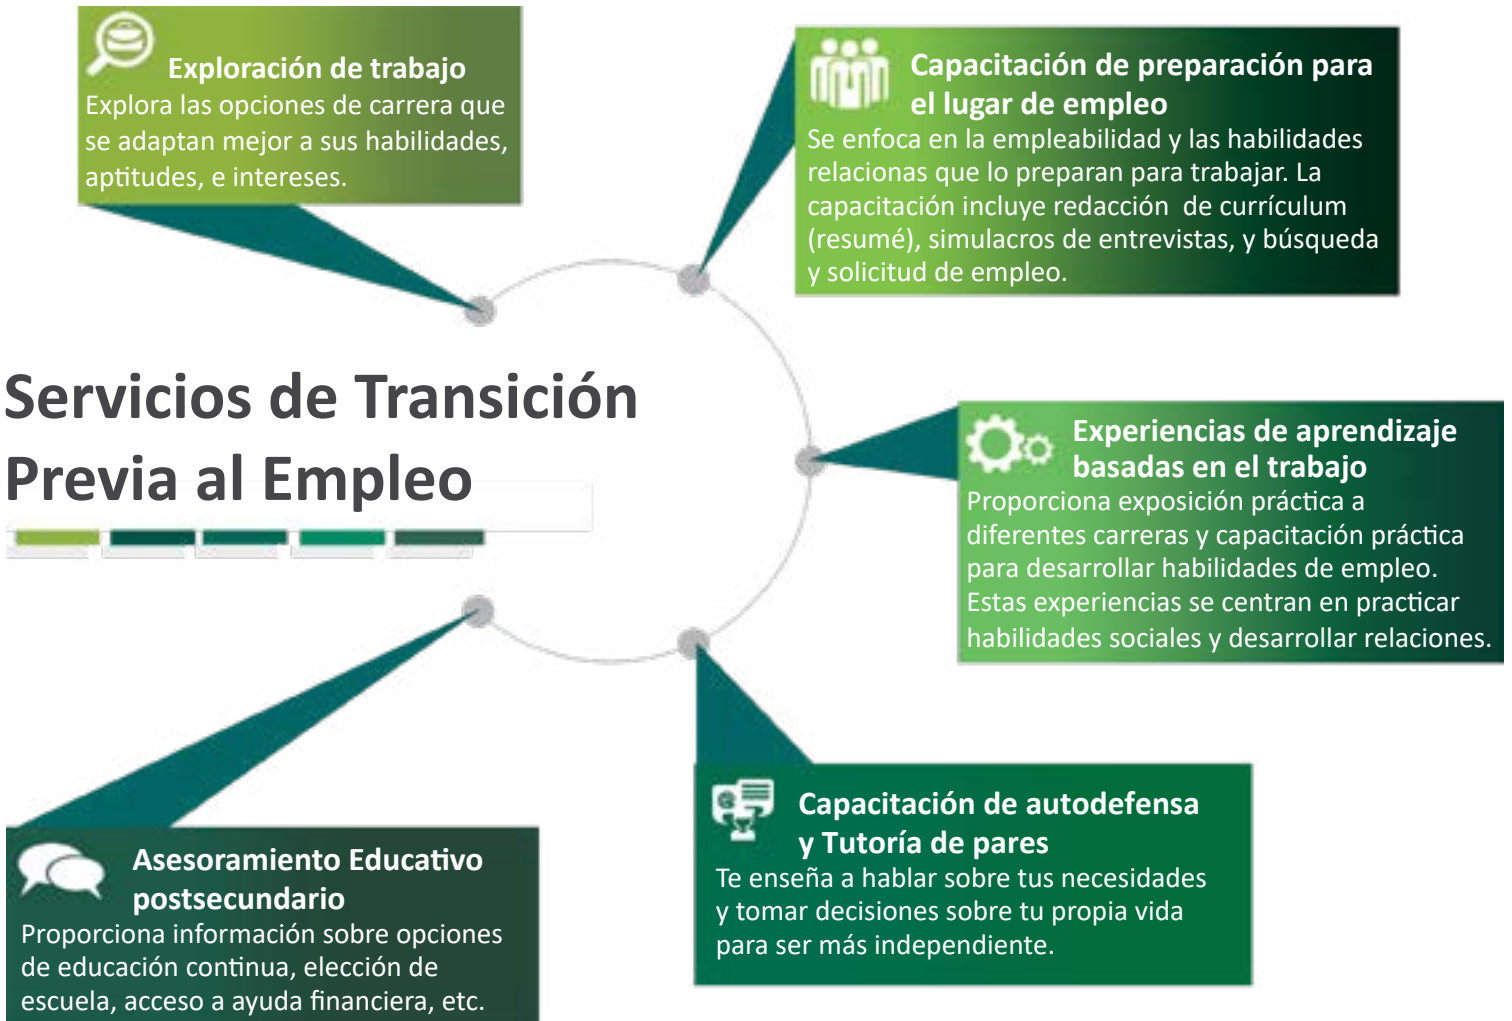 Exploración de trabajo
Explora las opciones de carrera que
se adaptan mejor a sus habilidades,
aptitudes, e intereses.
Capacitación de preparación para
el lugar de empleo
Se enfoca en la empleabilidad y las habilidades
relacionas que lo preparan para trabajar. La
capacitación incluye redacción de currículum
(resumé), simulacros de entrevistas, y búsqueda
y solicitud de empleo.
Servicios de Transición
Previa al Empleo
Experiencias de aprendizaje
basadas en el trabajo
Proporciona exposición práctica a
diferentes carreras y capacitación práctica
para desarrollar habilidades de empleo.
Estas experiencias se centran en practicar
habilidades sociales y desarrollar relaciones.
Capacitación de autodefensa
y Tutoría de pares
Te enseña a hablar sobre tus necesidades
y tomar decisiones sobre tu propia vida
para ser más independiente.
Asesoramiento Educativo
postsecundario
Proporciona información sobre opciones
de educación continua, elección de
escuela, acceso a ayuda financiera, etc.